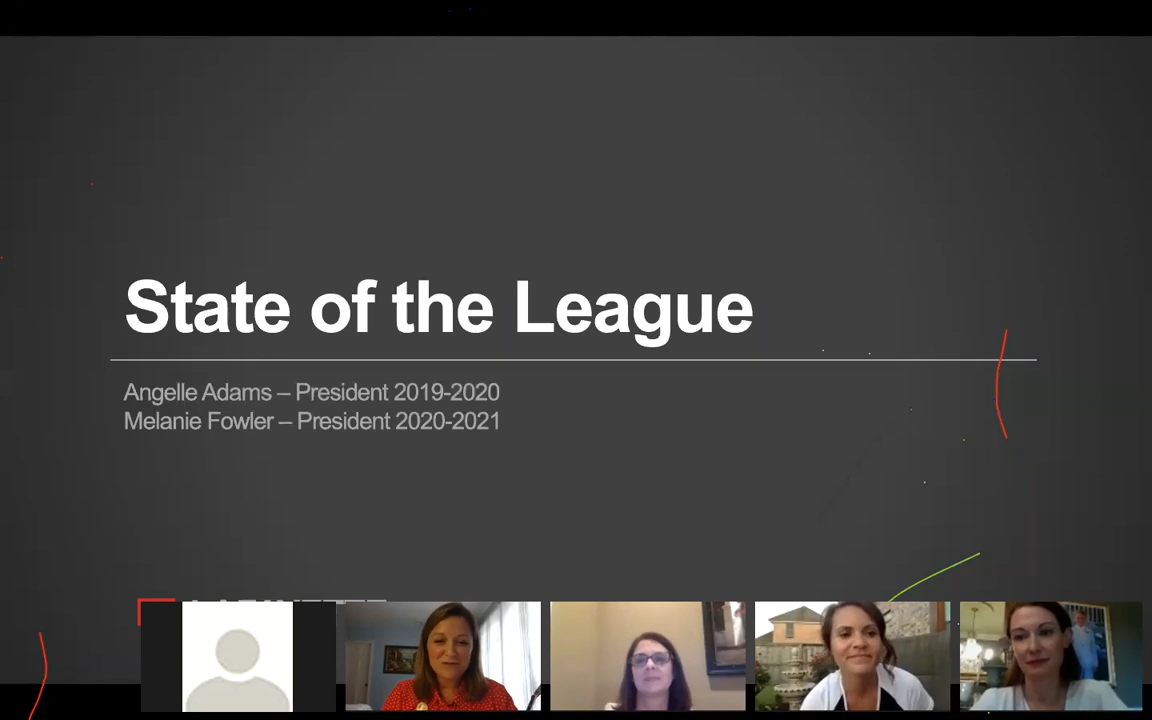 State of the League
Angelle Adams – President 2019-2020
Melanie Fowler – President 2020-2021